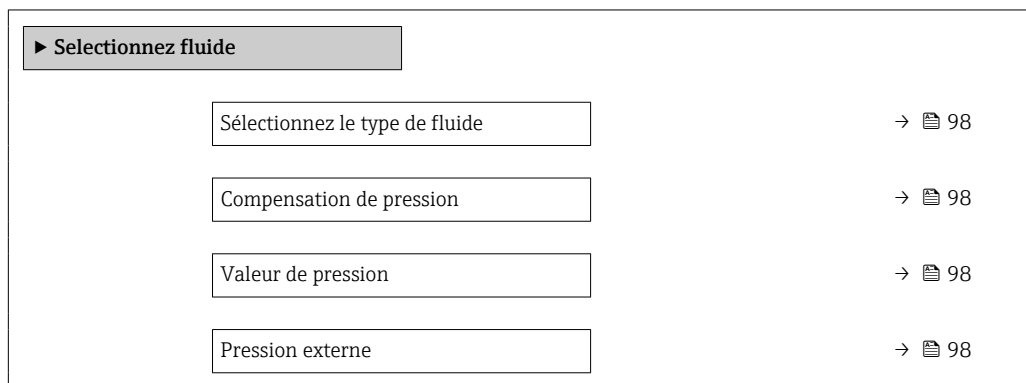 ▶ Selectionnez fluide
Sélectionnez le type de fluide → 98
Compensation de pression → 98
Valeur de pression → 98
Pression externe → 98